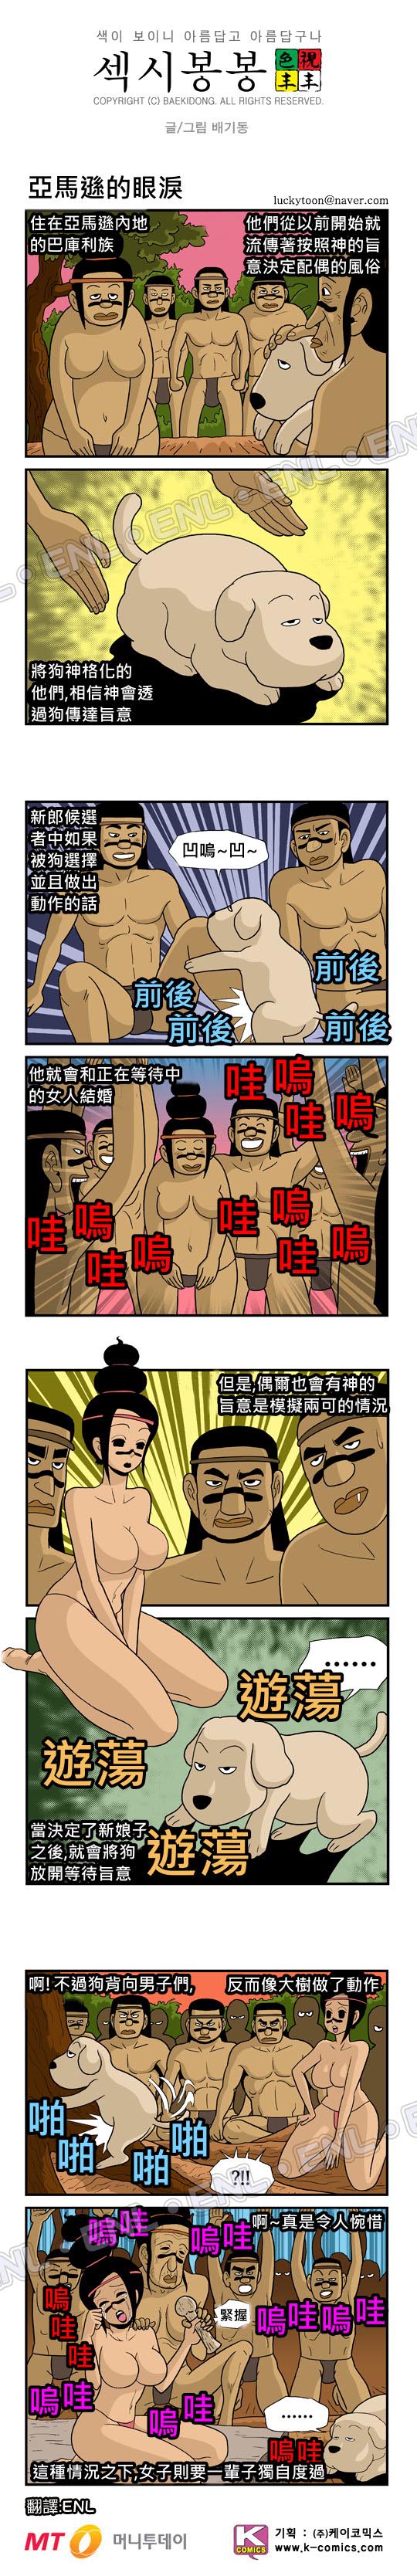 색이 보이니 아름답고 아름답구나
섹시봉봉
色視丰丰
COPYRIGHT (C) BAEKIDONG. ALL RIGHTS RESERVED.
글/그림 배기동
亞馬遜的眼淚
luckytoon@naver.com
住在亞馬遜內地
的巴庫利族
他們從以前開始就
流傳著按照神的旨
意決定配偶的風俗
ENL · ENL · ENL · ENL
將狗神格化的
他們,相信神會透
過狗傳達旨意
新郎候選
者中如果
被狗選擇
並且做出
動作的話
凹嗚~凹~
前後
前後
前後
前後
他就會和正在等待中
的女人結婚
哇 嗚
哇 嗚
哇 嗚
哇 嗚
哇 嗚
哇 嗚
但是,偶爾也會有神的
旨意是模擬兩可的情況
......
遊蕩
遊蕩
遊蕩
當決定了新娘子
之後,就會將狗
放開等待旨意
啊! 不過狗背向男子們,
反而像大樹做了動作
啪
啪
啪
啪
?!!
ENL · ENL · ENL
嗚哇
嗚哇
啊~真是令人惋惜
嗚
哇
哇
緊握
嗚哇嗚哇
嗚哇
嗚哇
......
嗚哇
這種情況之下,女子則要一輩子獨自度過
翻譯:ENL
MT 머니투데이
K COMICS
기획 : (주)케이코믹스
www.k-comics.com